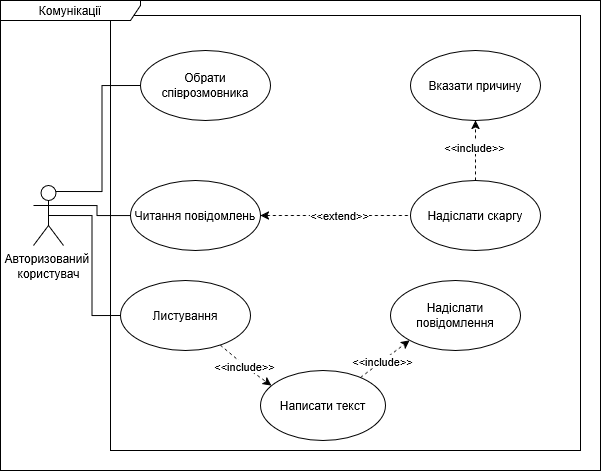 Комунікації
Обрати
співрозмовника
Вказати причину
<<include>>
Читання повідомлень
<<extend>>
Надіслати скаргу
Авторизований
користувач
Листування
Надіслати
повідомлення
<<include>>
<<include>>
Написати текст